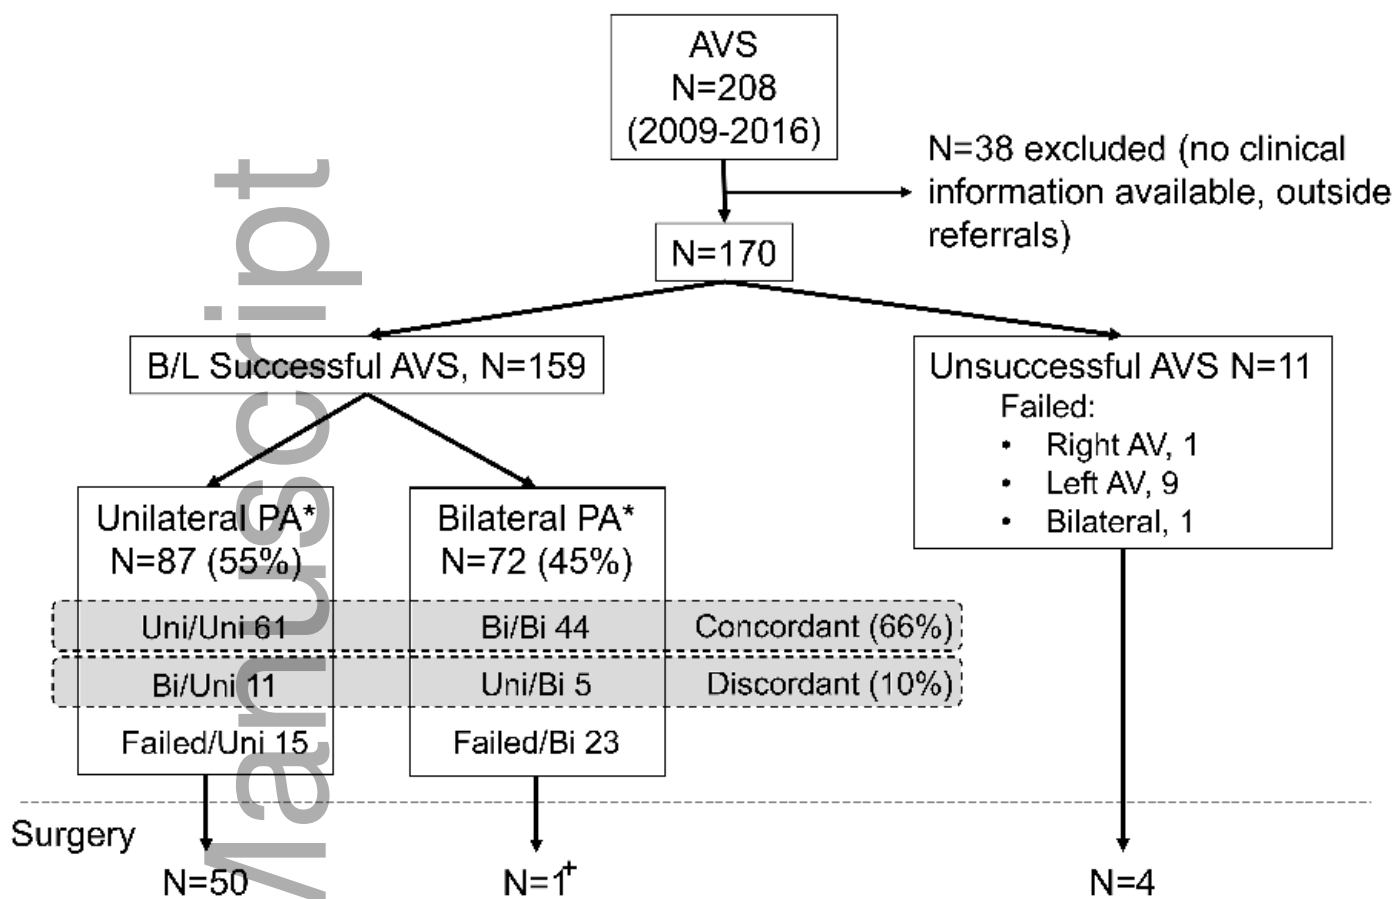 AVS
N=208
(2009-2016)
N=38 excluded (no clinical
information available, outside
referrals)
N=170
B/L Successful AVS, N=159
Unsuccessful AVS N=11
Failed:
• Right AV, 1
• Left AV, 9
• Bilateral, 1
Unilateral PA*
N=87 (55%)
Bilateral PA*
N=72 (45%)
Uni/Uni 61
Bi/Bi 44
Concordant (66%)
Bi/Uni 11
Uni/Bi 5
Discordant (10%)
Failed/Uni 15
Failed/Bi 23
Surgery
N=50
N=1+
N=4
anuscript